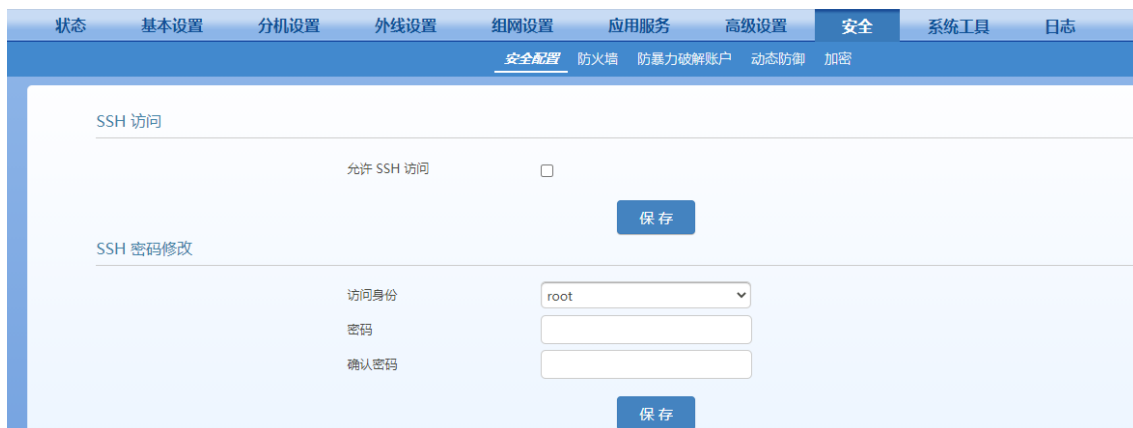 状态 基本设置 分机设置 外线设置 组网设置 应用服务 高级设置 安全 系统工具 日志
安全配置 防火墙 防暴力破解账户 动态防御 加密
SSH 访问
允许 SSH 访问
保 存
SSH 密码修改
访问身份 root
密码
确认密码
保 存